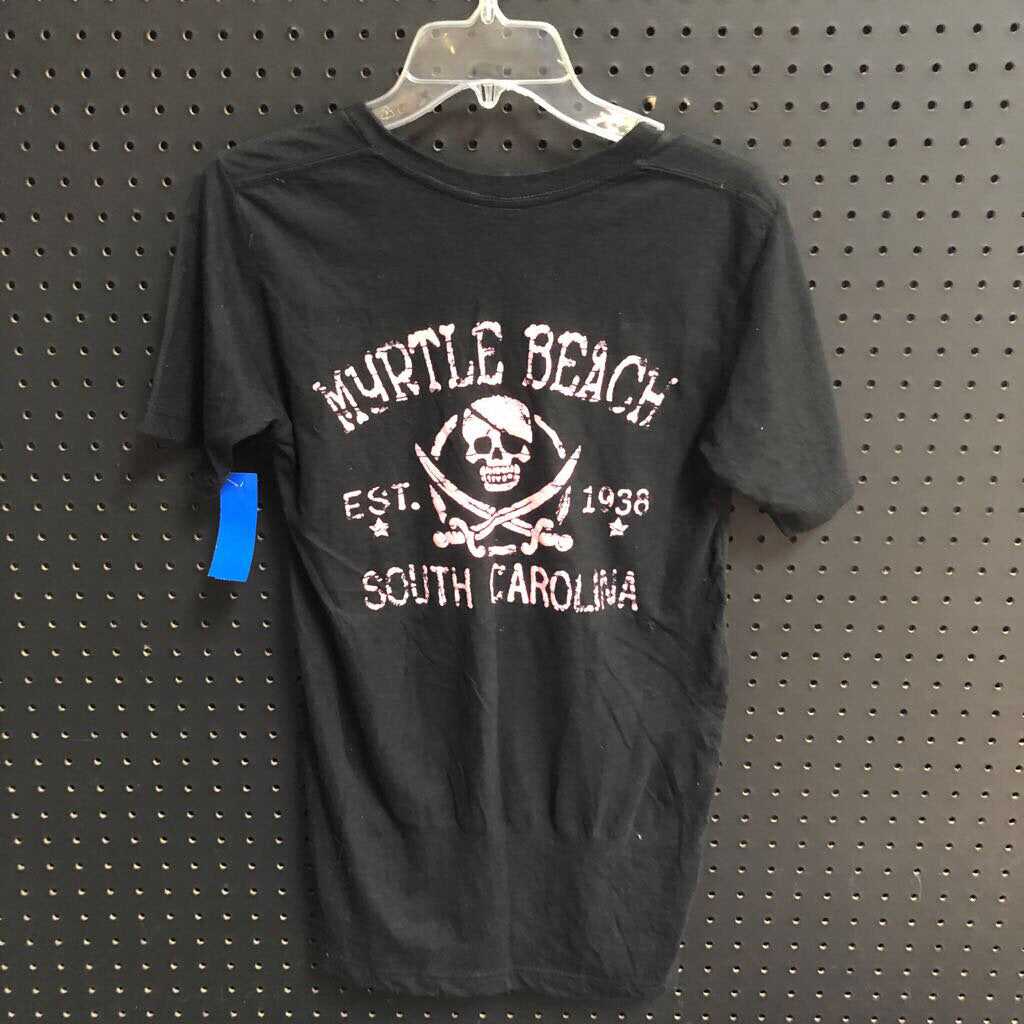 MYRTLE BEACH
EST. 1938
SOUTH CAROLINA